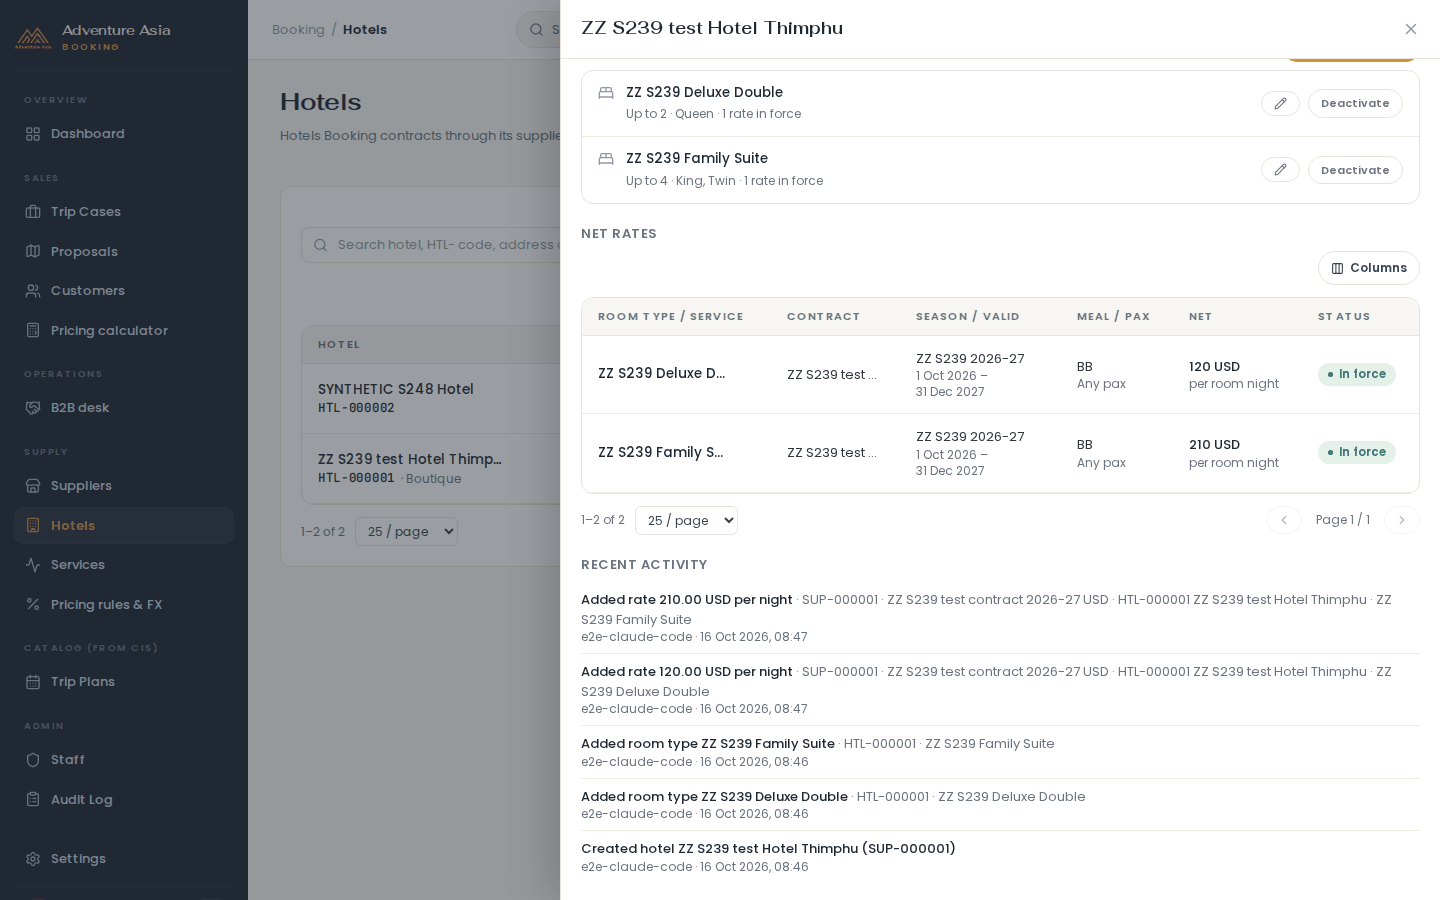 Adventure Asia
BOOKING
OVERVIEW
Dashboard
SALES
Trip Cases
Proposals
Customers
Pricing calculator
OPERATIONS
B2B desk
SUPPLY
Suppliers
Hotels
Services
Pricing rules & FX
CATALOG (FROM CIS)
Trip Plans
ADMIN
Staff
Audit Log
Settings
Booking / Hotels
S
Hotels
Hotels Booking contracts through its supplie
Search hotel, HTL- code, address o
HOTEL
SYNTHETIC S248 Hotel
HTL-000002
ZZ S239 test Hotel Thimp...
HTL-000001 · Boutique
1–2 of 2 25 / page
ZZ S239 test Hotel Thimphu
ZZ S239 Deluxe Double
Up to 2 · Queen · 1 rate in force
Deactivate
ZZ S239 Family Suite
Up to 4 · King, Twin · 1 rate in force
Deactivate
NET RATES
Columns
ROOM TYPE / SERVICE CONTRACT SEASON / VALID MEAL / PAX NET STATUS
ZZ S239 Deluxe D... ZZ S239 test ... ZZ S239 2026-27 BB 120 USD In force
1 Oct 2026 – Any pax per room night
31 Dec 2027
ZZ S239 Family S... ZZ S239 test ... ZZ S239 2026-27 BB 210 USD In force
1 Oct 2026 – Any pax per room night
31 Dec 2027
1–2 of 2 25 / page Page 1 / 1
RECENT ACTIVITY
Added rate 210.00 USD per night · SUP-000001 · ZZ S239 test contract 2026-27 USD · HTL-000001 ZZ S239 test Hotel Thimphu · ZZ
S239 Family Suite
e2e-claude-code · 16 Oct 2026, 08:47
Added rate 120.00 USD per night · SUP-000001 · ZZ S239 test contract 2026-27 USD · HTL-000001 ZZ S239 test Hotel Thimphu · ZZ
S239 Deluxe Double
e2e-claude-code · 16 Oct 2026, 08:47
Added room type ZZ S239 Family Suite · HTL-000001 · ZZ S239 Family Suite
e2e-claude-code · 16 Oct 2026, 08:46
Added room type ZZ S239 Deluxe Double · HTL-000001 · ZZ S239 Deluxe Double
e2e-claude-code · 16 Oct 2026, 08:46
Created hotel ZZ S239 test Hotel Thimphu (SUP-000001)
e2e-claude-code · 16 Oct 2026, 08:46